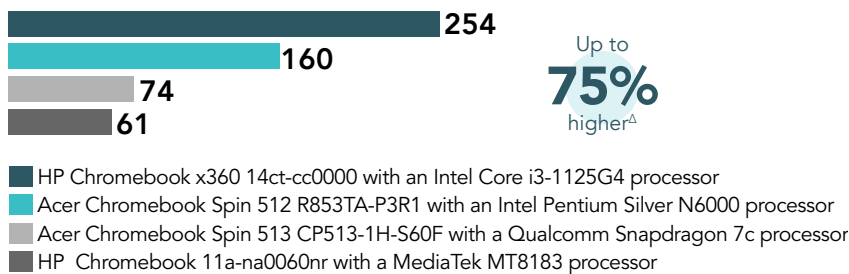 254
160
74
61
Up to
75%
higher∆
HP Chromebook x360 14ct-cc0000 with an Intel Core i3-1125G4 processor
Acer Chromebook Spin 512 R853TA-P3R1 with an Intel Pentium Silver N6000 processor
Acer Chromebook Spin 513 CP513-1H-S60F with a Qualcomm Snapdragon 7c processor
HP Chromebook 11a-na0060nr with a MediaTek MT8183 processor